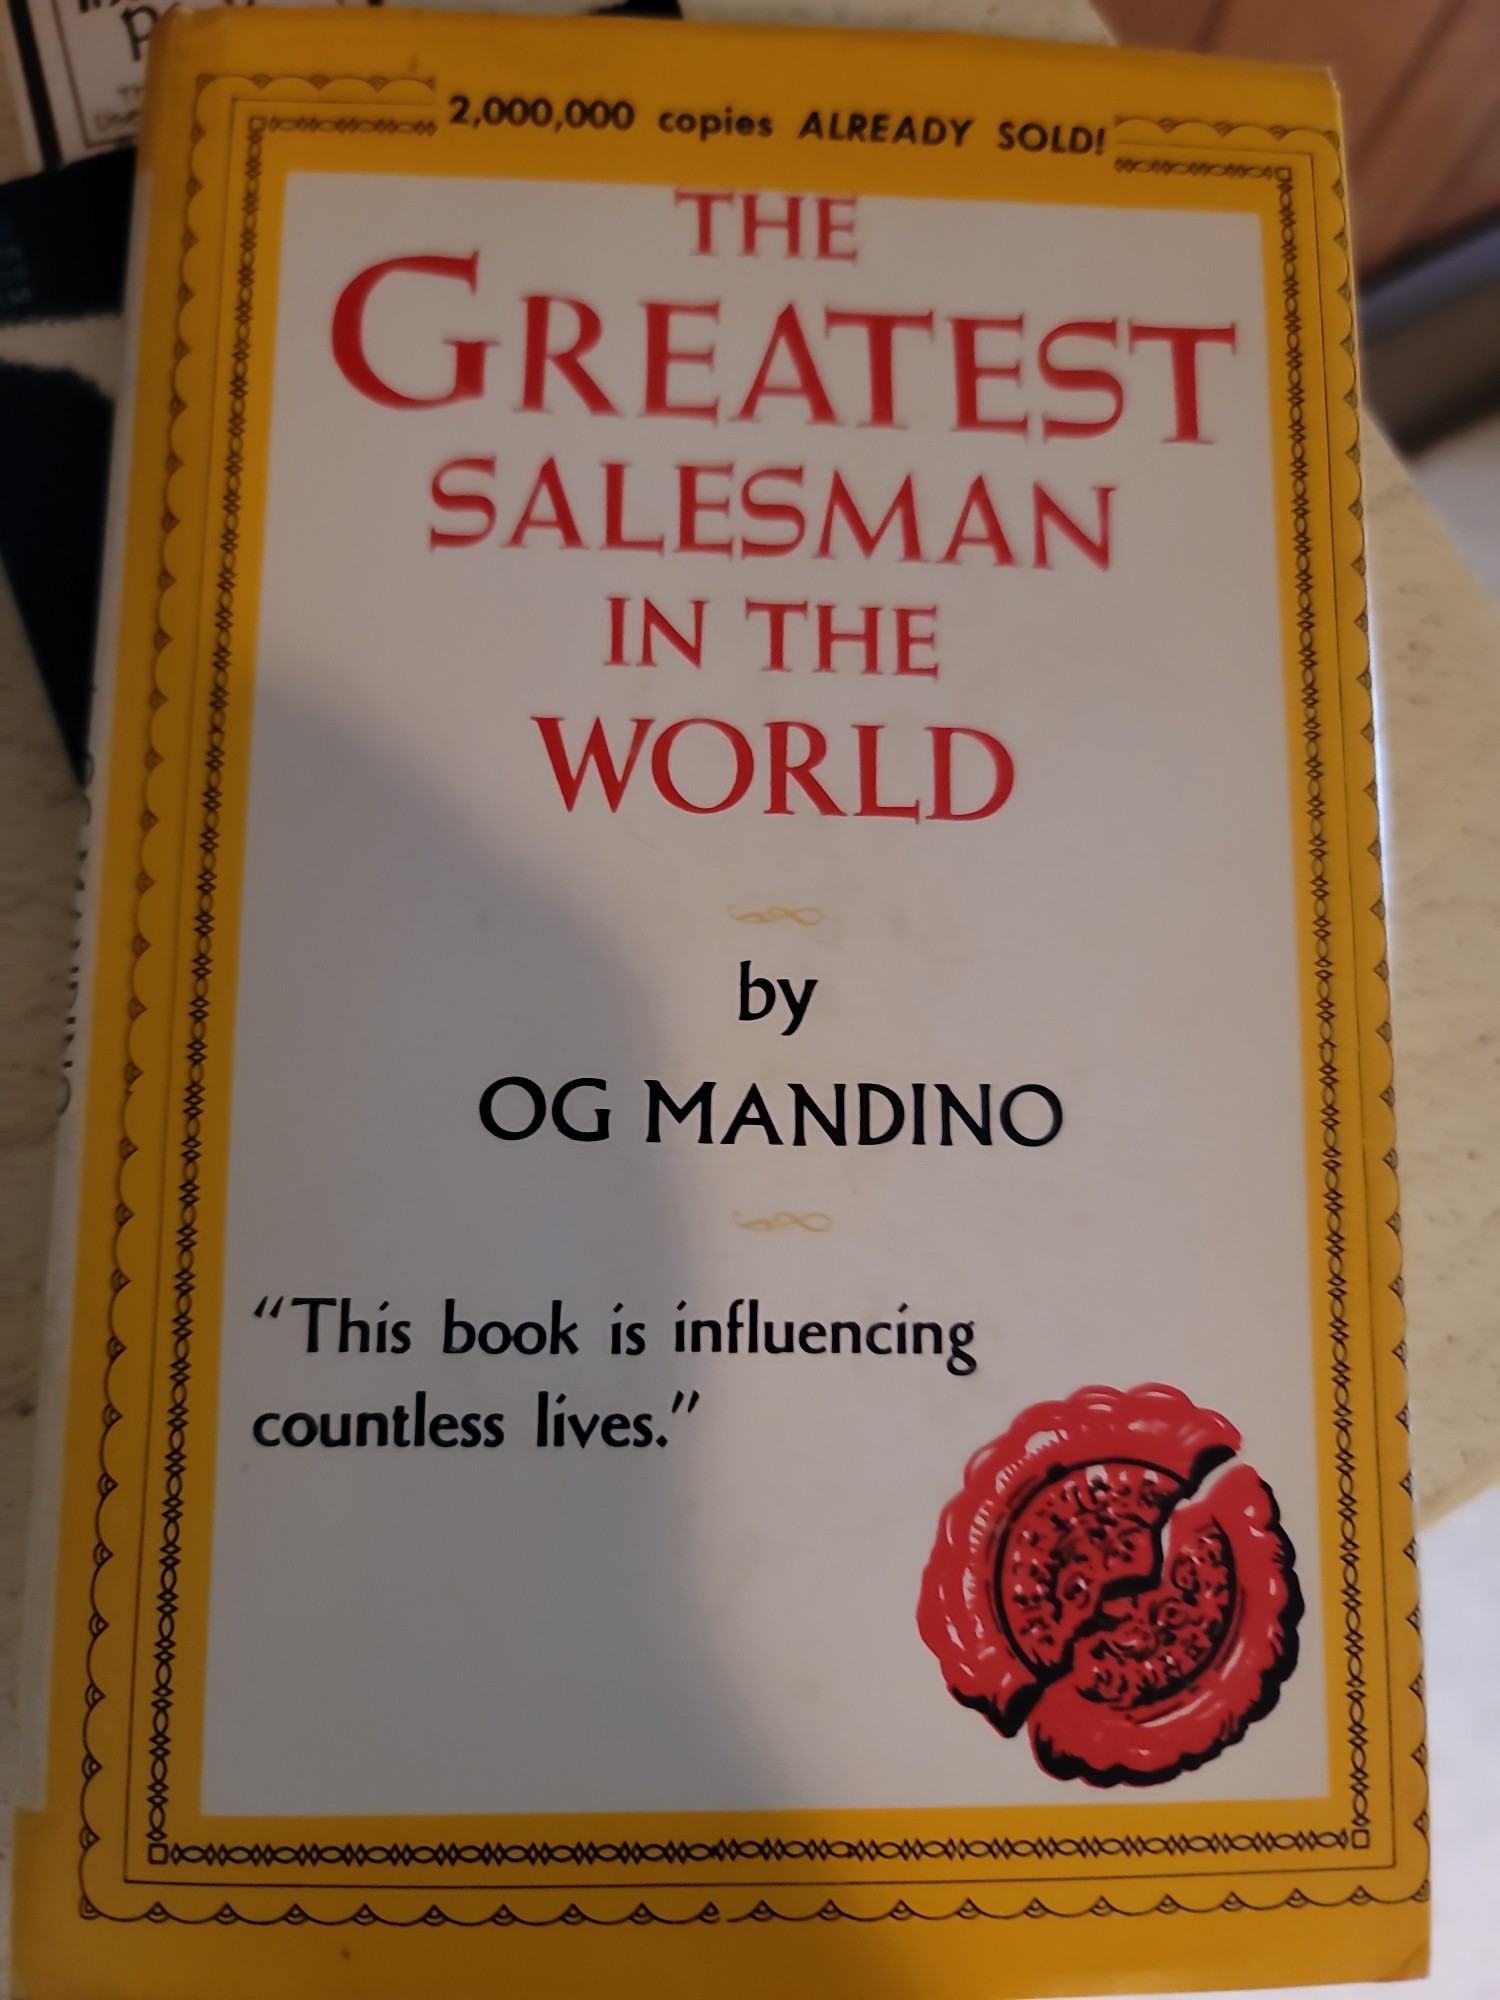 2,000,000 copies ALREADY SOLD!
THE
GREATEST
SALESMAN
IN THE
WORLD
by
OG MANDINO
"This book is influencing
countless lives."